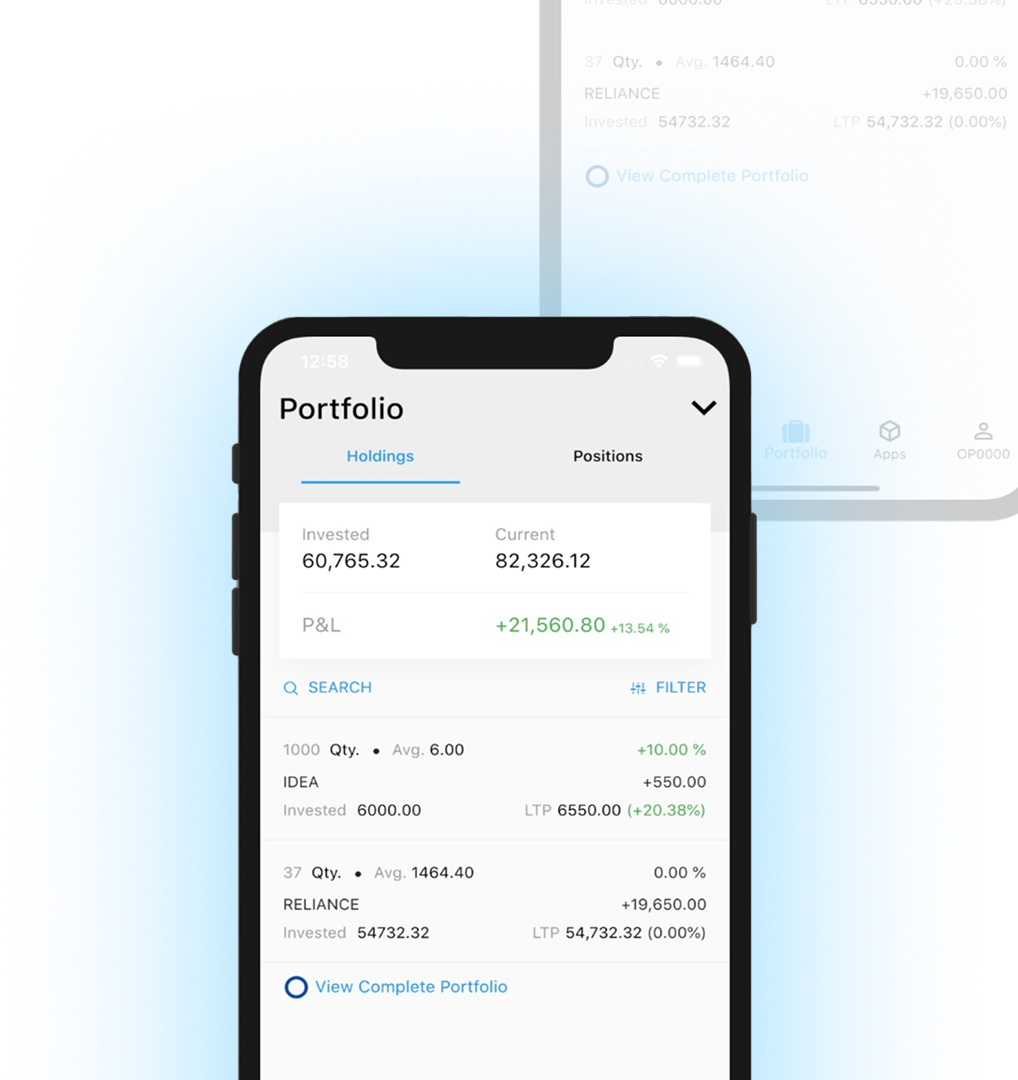 Invested 6000.00 LTP 6550.00 (+20.38%)
37 Qty. • Avg. 1464.40 0.00 %
RELIANCE +19,650.00
Invested 54732.32 LTP 54,732.32 (0.00%)
View Complete Portfolio
Portfolio Apps OP0000
12:58
Portfolio
Holdings Positions
Invested Current
60,765.32 82,326.12
P&L +21,560.80 +13.54 %
SEARCH FILTER
1000 Qty. • Avg. 6.00 +10.00 %
IDEA +550.00
Invested 6000.00 LTP 6550.00 (+20.38%)
37 Qty. • Avg. 1464.40 0.00 %
RELIANCE +19,650.00
Invested 54732.32 LTP 54,732.32 (0.00%)
View Complete Portfolio